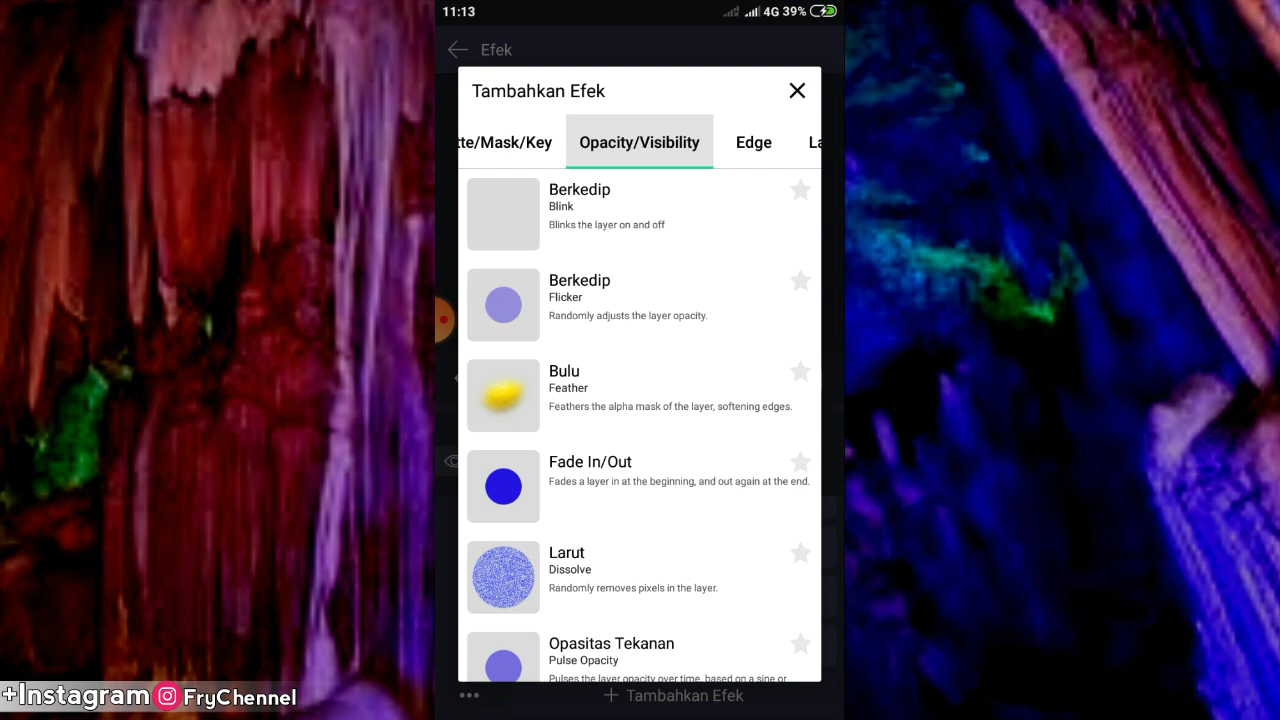 11:13
4G 39%
Efek
Tambahkan Efek
tte/Mask/Key Opacity/Visibility Edge La
Berkedip
Blink
Blinks the layer on and off
Berkedip
Flicker
Randomly adjusts the layer opacity.
Bulu
Feather
Feathers the alpha mask of the layer, softening edges.
Fade In/Out
Fades a layer in at the beginning, and out again at the end.
Larut
Dissolve
Randomly removes pixels in the layer.
Opasitas Tekanan
Pulse Opacity
Pulses the layer opacity over time, based on a sine or
+ Tambahkan Efek
+Instagram FryChennel